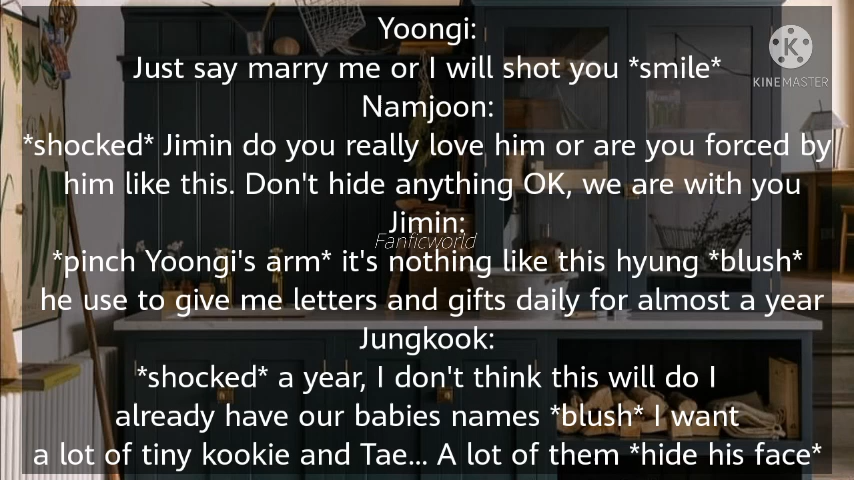 Yoongi:
Just say marry me or I will shot you *smile*
Namjoon:
*shocked* Jimin do you really love him or are you forced by
him like this. Don't hide anything OK, we are with you
Jimin:
Fanficworld
*pinch Yoongi's arm* it's nothing like this hyung *blush*
he use to give me letters and gifts daily for almost a year
Jungkook:
*shocked* a year, I don't think this will do I
already have our babies names *blush* I want
a lot of tiny kookie and Tae... A lot of them *hide his face*
K
KINEMASTER